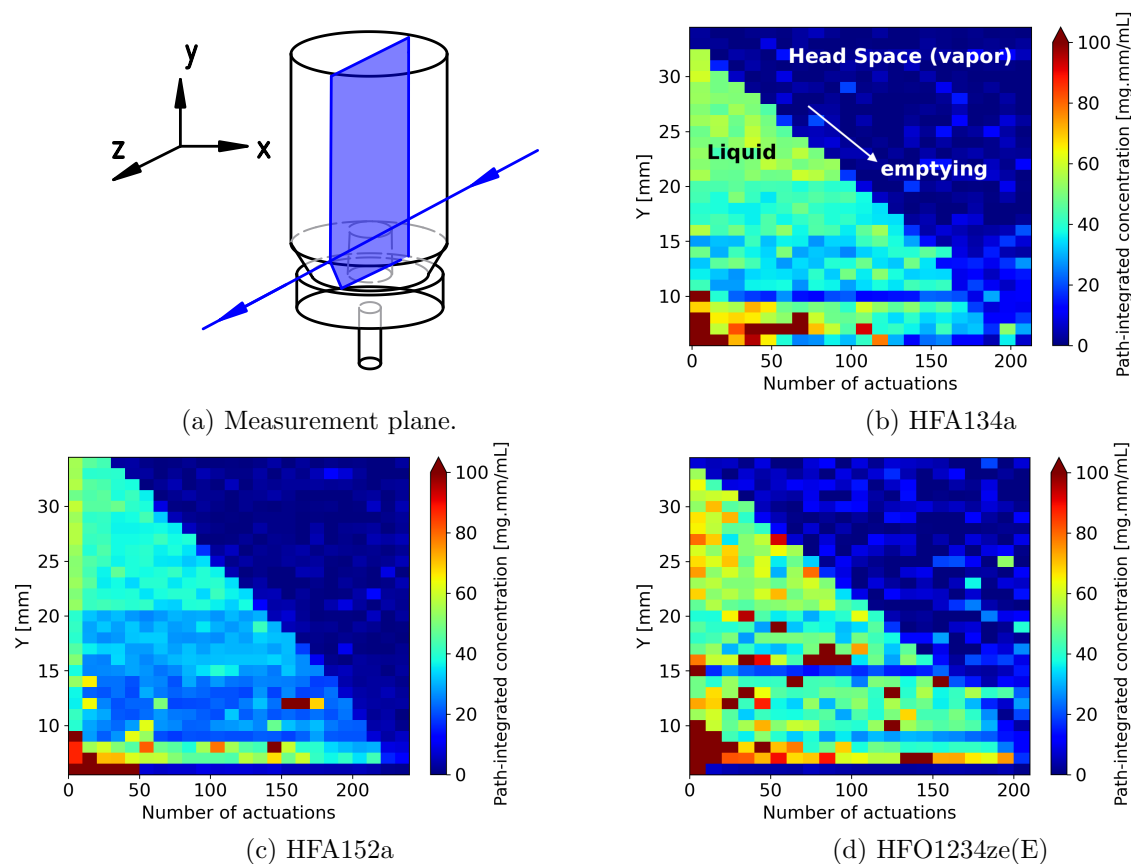 y
z
x
(a) Measurement plane.
Head Space (vapor)
Liquid
emptying
30
25
20
15
10
Y [mm]
0 50 100 150 200
Number of actuations
100
80
60
40
20
0
Path-integrated concentration [mg.mm/mL]
(b) HFA134a
30
25
20
15
10
Y [mm]
0 50 100 150 200
Number of actuations
100
80
60
40
20
0
Path-integrated concentration [mg.mm/mL]
(c) HFA152a
30
25
20
15
10
Y [mm]
0 50 100 150 200
Number of actuations
100
80
60
40
20
0
Path-integrated concentration [mg.mm/mL]
(d) HFO1234ze(E)